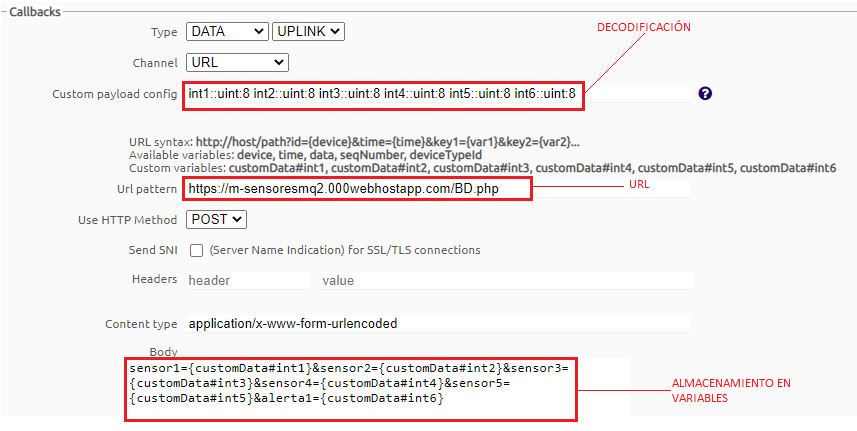 Callbacks
Type DATA UPLINK
DECODIFICACIÓN
Channel URL
Custom payload config int1::uint:8 int2::uint:8 int3::uint:8 int4::uint:8 int5::uint:8 int6::uint:8 ?
URL syntax: http://host/path?id={device}&time={time}&key1={var1}&key2={var2}...
Available variables: device, time, data, seqNumber, deviceTypeId
Custom variables: customData#int1, customData#int2, customData#int3, customData#int4, customData#int5, customData#int6
Url pattern https://m-sensoresmq2.000webhostapp.com/BD.php URL
Use HTTP Method POST
Send SNI (Server Name Indication) for SSL/TLS connections
Headers header value
Content type application/x-www-form-urlencoded
Body
sensor1={customData#int1}&sensor2={customData#int2}&sensor3=
{customData#int3}&sensor4={customData#int4}&sensor5=
{customData#int5}&alerta1={customData#int6}
ALMACENAMIENTO EN
VARIABLES